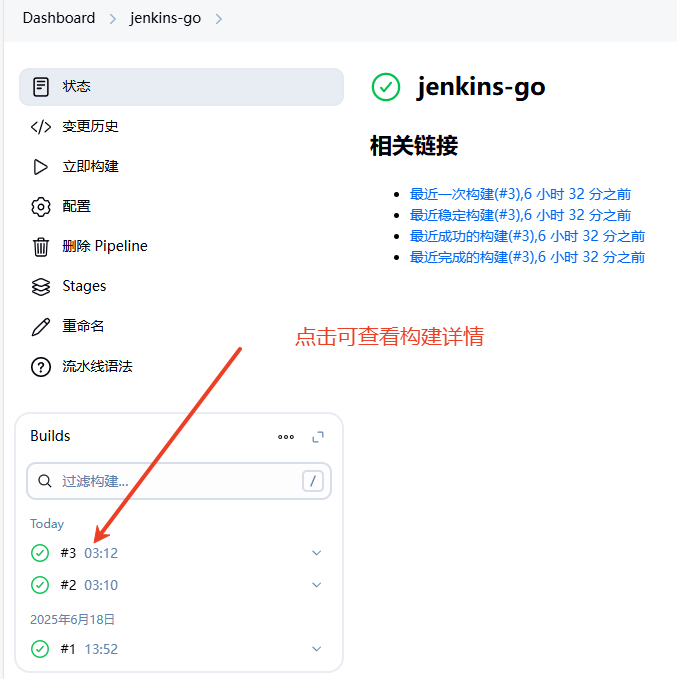 Dashboard > jenkins-go >
状态
变更历史
立即构建
配置
删除 Pipeline
Stages
重命名
流水线语法
jenkins-go
相关链接
最近一次构建(#3),6 小时 32 分之前
最近稳定构建(#3),6 小时 32 分之前
最近成功的构建(#3),6 小时 32 分之前
最近完成的构建(#3),6 小时 32 分之前
点击可查看构建详情
Builds
过滤构建... /
Today
#3 03:12
#2 03:10
2025年6月18日
#1 13:52